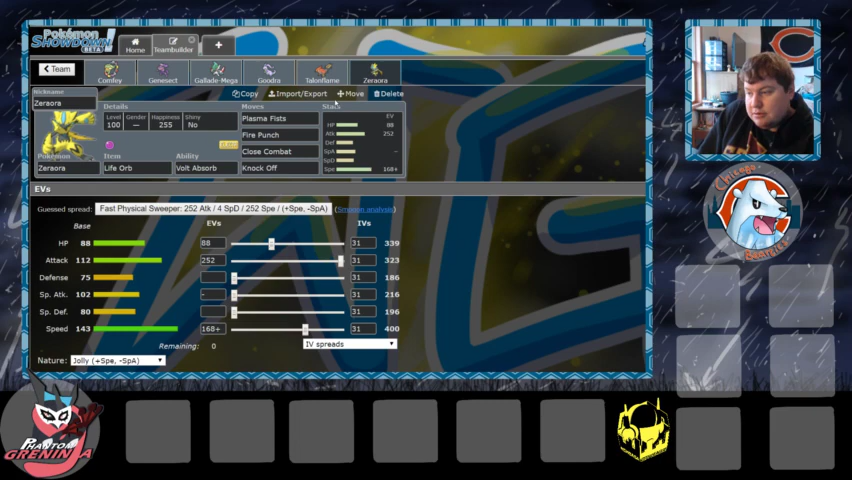 Pokémon
SHOWDOWN!
BETA
Home
Teambuilder
+
< Team
Comfey
Genesect
Gallade-Mega
Goodra
Talonflame
Zeraora
Copy
Import/Export
Move
Delete
Nickname
Zeraora
Details
Level
Gender
Happiness
Shiny
100
—
255
No
Pokémon
Item
Ability
Zeraora
Life Orb
Volt Absorb
Moves
Plasma Fists
Fire Punch
Close Combat
Knock Off
Stats
EV
HP 88
Atk 252
Def
SpA -
SpD
Spe 168+
EVs
Guessed spread: Fast Physical Sweeper: 252 Atk / 4 SpD / 252 Spe / (+Spe, -SpA) (Smogon analysis)
Base EVs IVs
HP 88 88 31 339
Attack 112 252 31 323
Defense 75 31 186
Sp. Atk. 102 - 31 216
Sp. Def. 80 31 196
Speed 143 168+ 31 400
Remaining: 0
IV spreads
Nature: Jolly (+Spe, -SpA)
Chicago
Beartics
PHANTOM
GRENINJA